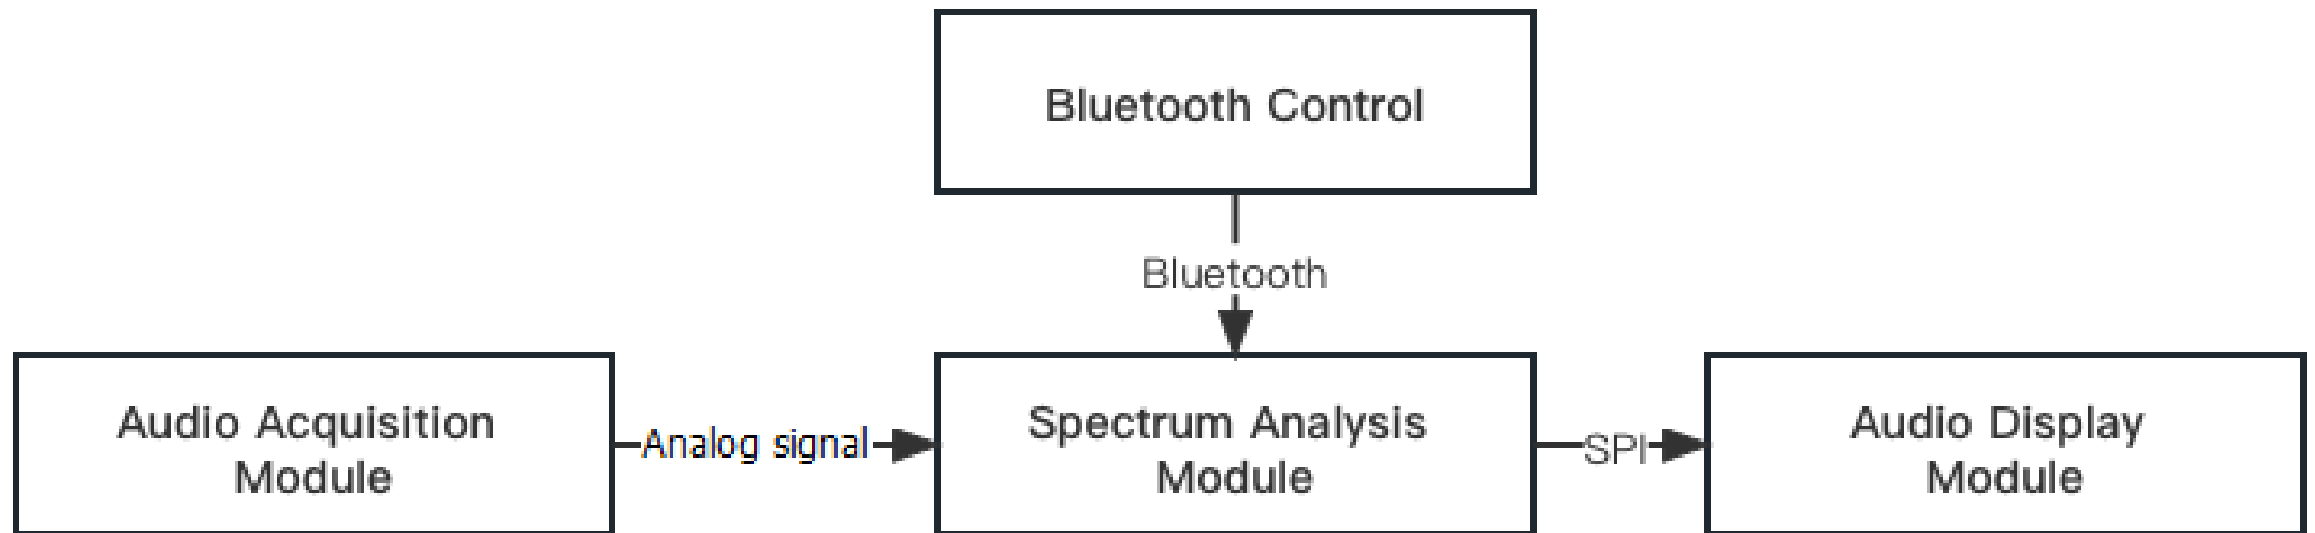 Bluetooth Control
Bluetooth
Audio Acquisition
Module
Analog signal
Spectrum Analysis
Module
SPI
Audio Display
Module